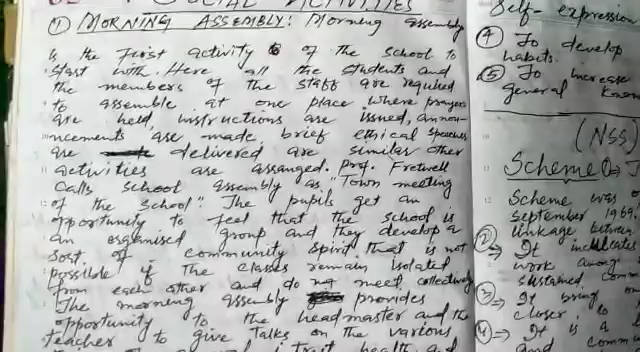 SOCIAL ACTIVITIES
① MORNING ASSEMBLY: Morning assembly
is the first activity of the school to
start with. Here all the students and
the members of the staff are required
to assemble at one place where prayers
are held, instructions are issued, announ-
ncements are made brief ethical speeches
are delivered are similar other
activities are arranged. Prof. Fretwell
calls school assembly as "Town meeting
of the school". The pupils get an
opportunity to feel that the school is
an organised group and they develop a
sort of community spirit that is not
possible if the classes remain isolated
from each other and do not meet collectively
The morning assembly provides
opportunity to the headmaster and the
teacher to give talks on the various
trust health and
Self-expression
④ To develop
habits.
⑤ To increase
general
(NSS)
Scheme
Scheme was
September 1969
linkage between
② ⇒ It inculcates
work among
sustained
③ ⇒ It bring
closer to
④ ⇒ It is a